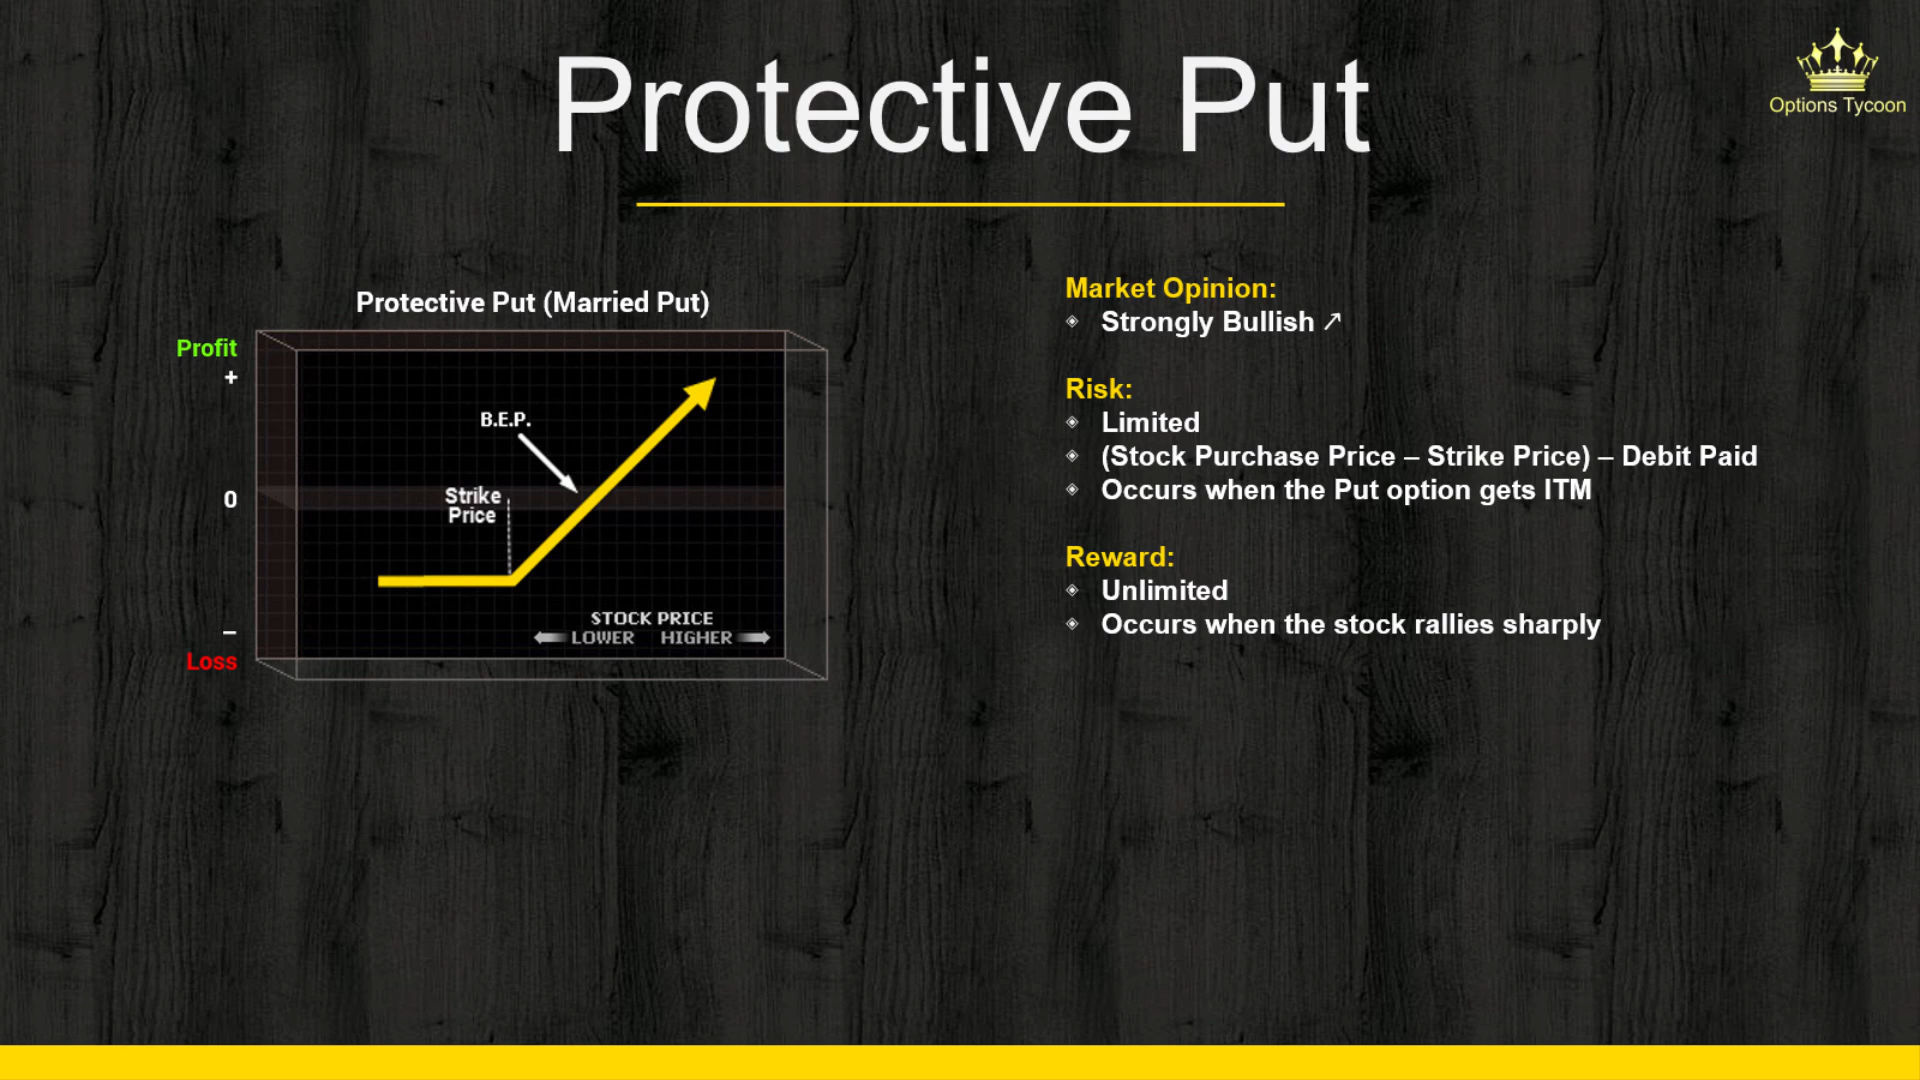 Protective Put
Options Tycoon
Protective Put (Married Put)
Profit
+
B.E.P.
Strike
Price
0
STOCK PRICE
LOWER HIGHER
–
Loss
Market Opinion:
Strongly Bullish ↗
Risk:
Limited
(Stock Purchase Price – Strike Price) – Debit Paid
Occurs when the Put option gets ITM
Reward:
Unlimited
Occurs when the stock rallies sharply